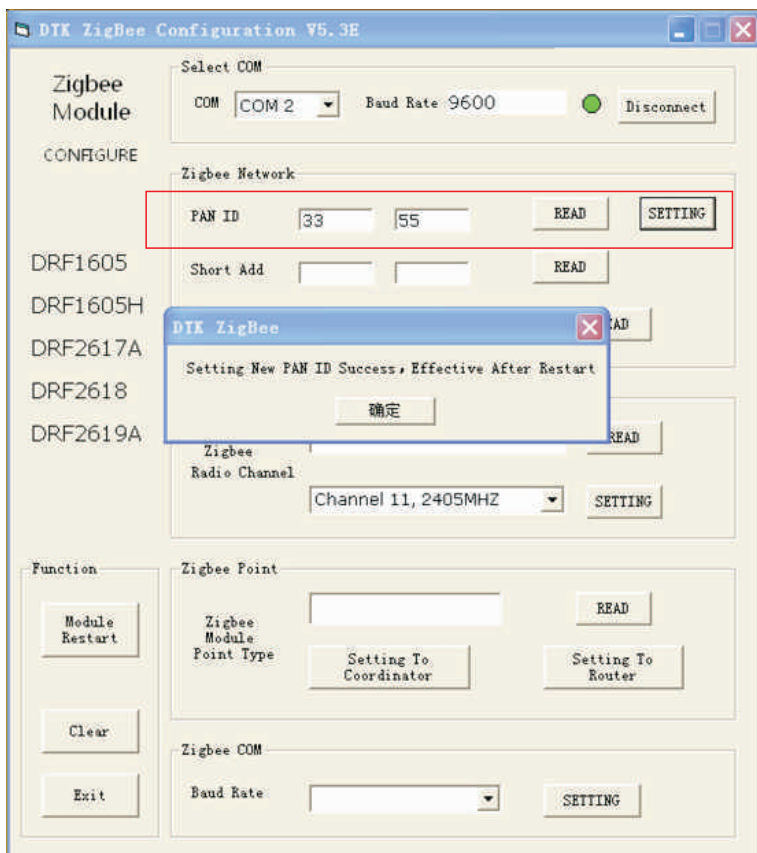 DTK ZigBee Configuration V5.3E
Zigbee
Module
CONFIGURE
DRF1605
DRF1605H
DRF2617A
DRF2618
DRF2619A
Select COM
COM
COM 2
Baud Rate
9600
Disconnect
Zigbee Network
PAN ID
33
55
READ
SETTING
Short Add
READ
DTK ZigBee
Setting New PAN ID Success, Effective After Restart
确定
Zigbee
Radio Channel
READ
Channel 11, 2405MHZ
SETTING
Function
Module
Restart
Clear
Exit
Zigbee Point
Zigbee
Module
Point Type
READ
Setting To
Coordinator
Setting To
Router
Zigbee COM
Baud Rate
SETTING